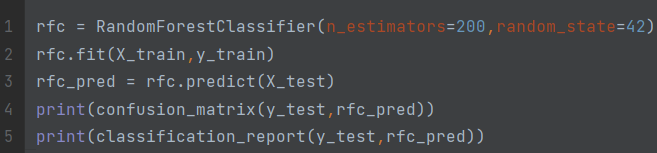 1 rfc = RandomForestClassifier(n_estimators=200,random_state=42)
2 rfc.fit(X_train,y_train)
3 rfc_pred = rfc.predict(X_test)
4 print(confusion_matrix(y_test,rfc_pred))
5 print(classification_report(y_test,rfc_pred))